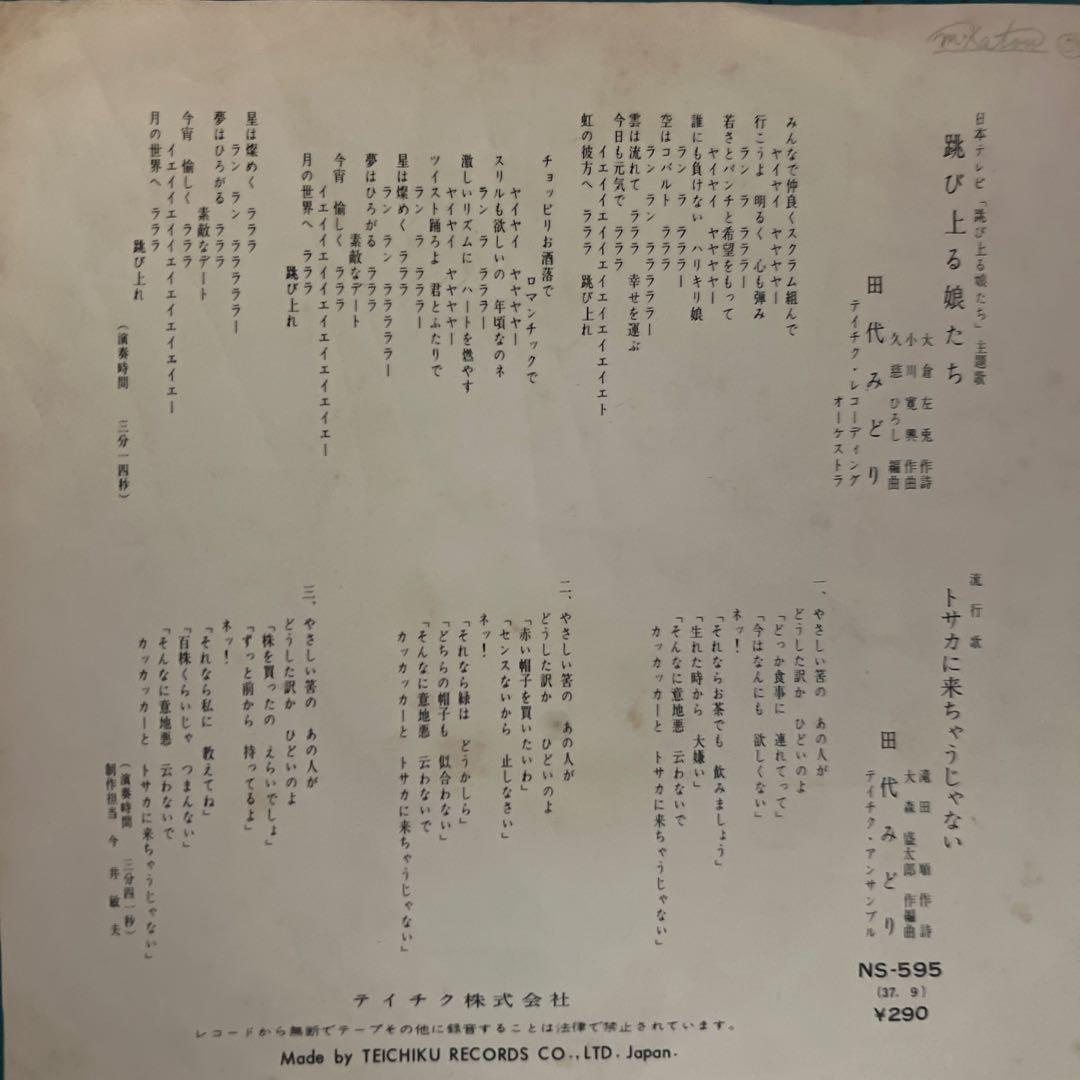 日本テレビ「跳び上る娘たち」主題歌
跳び上る娘たち
大倉左兎 作詩
小川寛興 作曲
久慈ひろし 編曲
田代みどり
テイチク・レコーディング
オーケストラ
みんなで仲良くスクラム組んで
ヤイヤイ ヤヤヤヤー
行こうよ 明るく 心も弾み
ラン ラ ラララー
若さとパンチと希望をもって
ヤイヤイ ヤヤヤヤー
誰にも負けない ハリキリ娘
ラン ラ ラララー
空はコバルト ラララ
ラン ラン ララララー
雲は流れて ラララ 幸せを運ぶ
今日も元気で ラララ
イエイイエイイエイエイエイト
虹の彼方へ ラララ 跳び上れ
チョッピリお洒落で
ロマンチックで
ヤイヤイ ヤヤヤヤー
スリルも欲しいの 年頃なのネ
ラン ラ ラララー
激しいリズムに ハートを燃やす
ヤイヤイ ヤヤヤヤー
ツイスト踊ろよ 君とふたりで
ラン ラ ラララー
星は燦めく ラララ
ラン ラン ララララー
夢はひろがる ラララ
素敵なデート
今宵 愉しく ラララ
イエイイエイイエイエイエイエー
月の世界へ ラララ
跳び上れ
星は燦めく ラララ
ラン ラン ララララー
夢はひろがる ラララ
素敵なデート
今宵 愉しく ラララ
イエイイエイイエイエイエイエー
月の世界へ ラララ
跳び上れ
(演奏時間 三分一四秒)
流行歌
トサカに来ちゃうじゃない
滝田順 作詩
大森盛太郎 作編曲
田代みどり
テイチク・アンサンブル
一、やさしい筈の あの人が
どうした訳か ひどいのよ
「どっか食事に 連れてって」
「今はなんにも 欲しくない」
ネッ!
「それならお茶でも 飲みましょう」
「生れた時から 大嫌い」
「そんなに意地悪 云わないで
カッカッカーと トサカに来ちゃうじゃない」
二、やさしい筈の あの人が
どうした訳か ひどいのよ
「赤い帽子を買いたいわ」
「センスないから 止しなさい」
ネッ!
「それなら緑は どうかしら」
「どちらの帽子も 似合わない」
「そんなに意地悪 云わないで
カッカッカーと トサカに来ちゃうじゃない」
三、やさしい筈の あの人が
どうした訳か ひどいのよ
「株を買ったの えらいでしょ」
「ずっと前から 持ってるよ」
ネッ!
「それなら私に 教えてね」
「百株くらいじゃ つまんない」
「そんなに意地悪 云わないで
カッカッカーと トサカに来ちゃうじゃない」
(演奏時間 三分四一秒)
制作担当 今井敏夫
NS-595
(37. 9)
¥290
テイチク株式会社
レコードから無断でテープその他に録音することは法律で禁止されています。
Made by TEICHIKU RECORDS CO.,LTD. Japan.